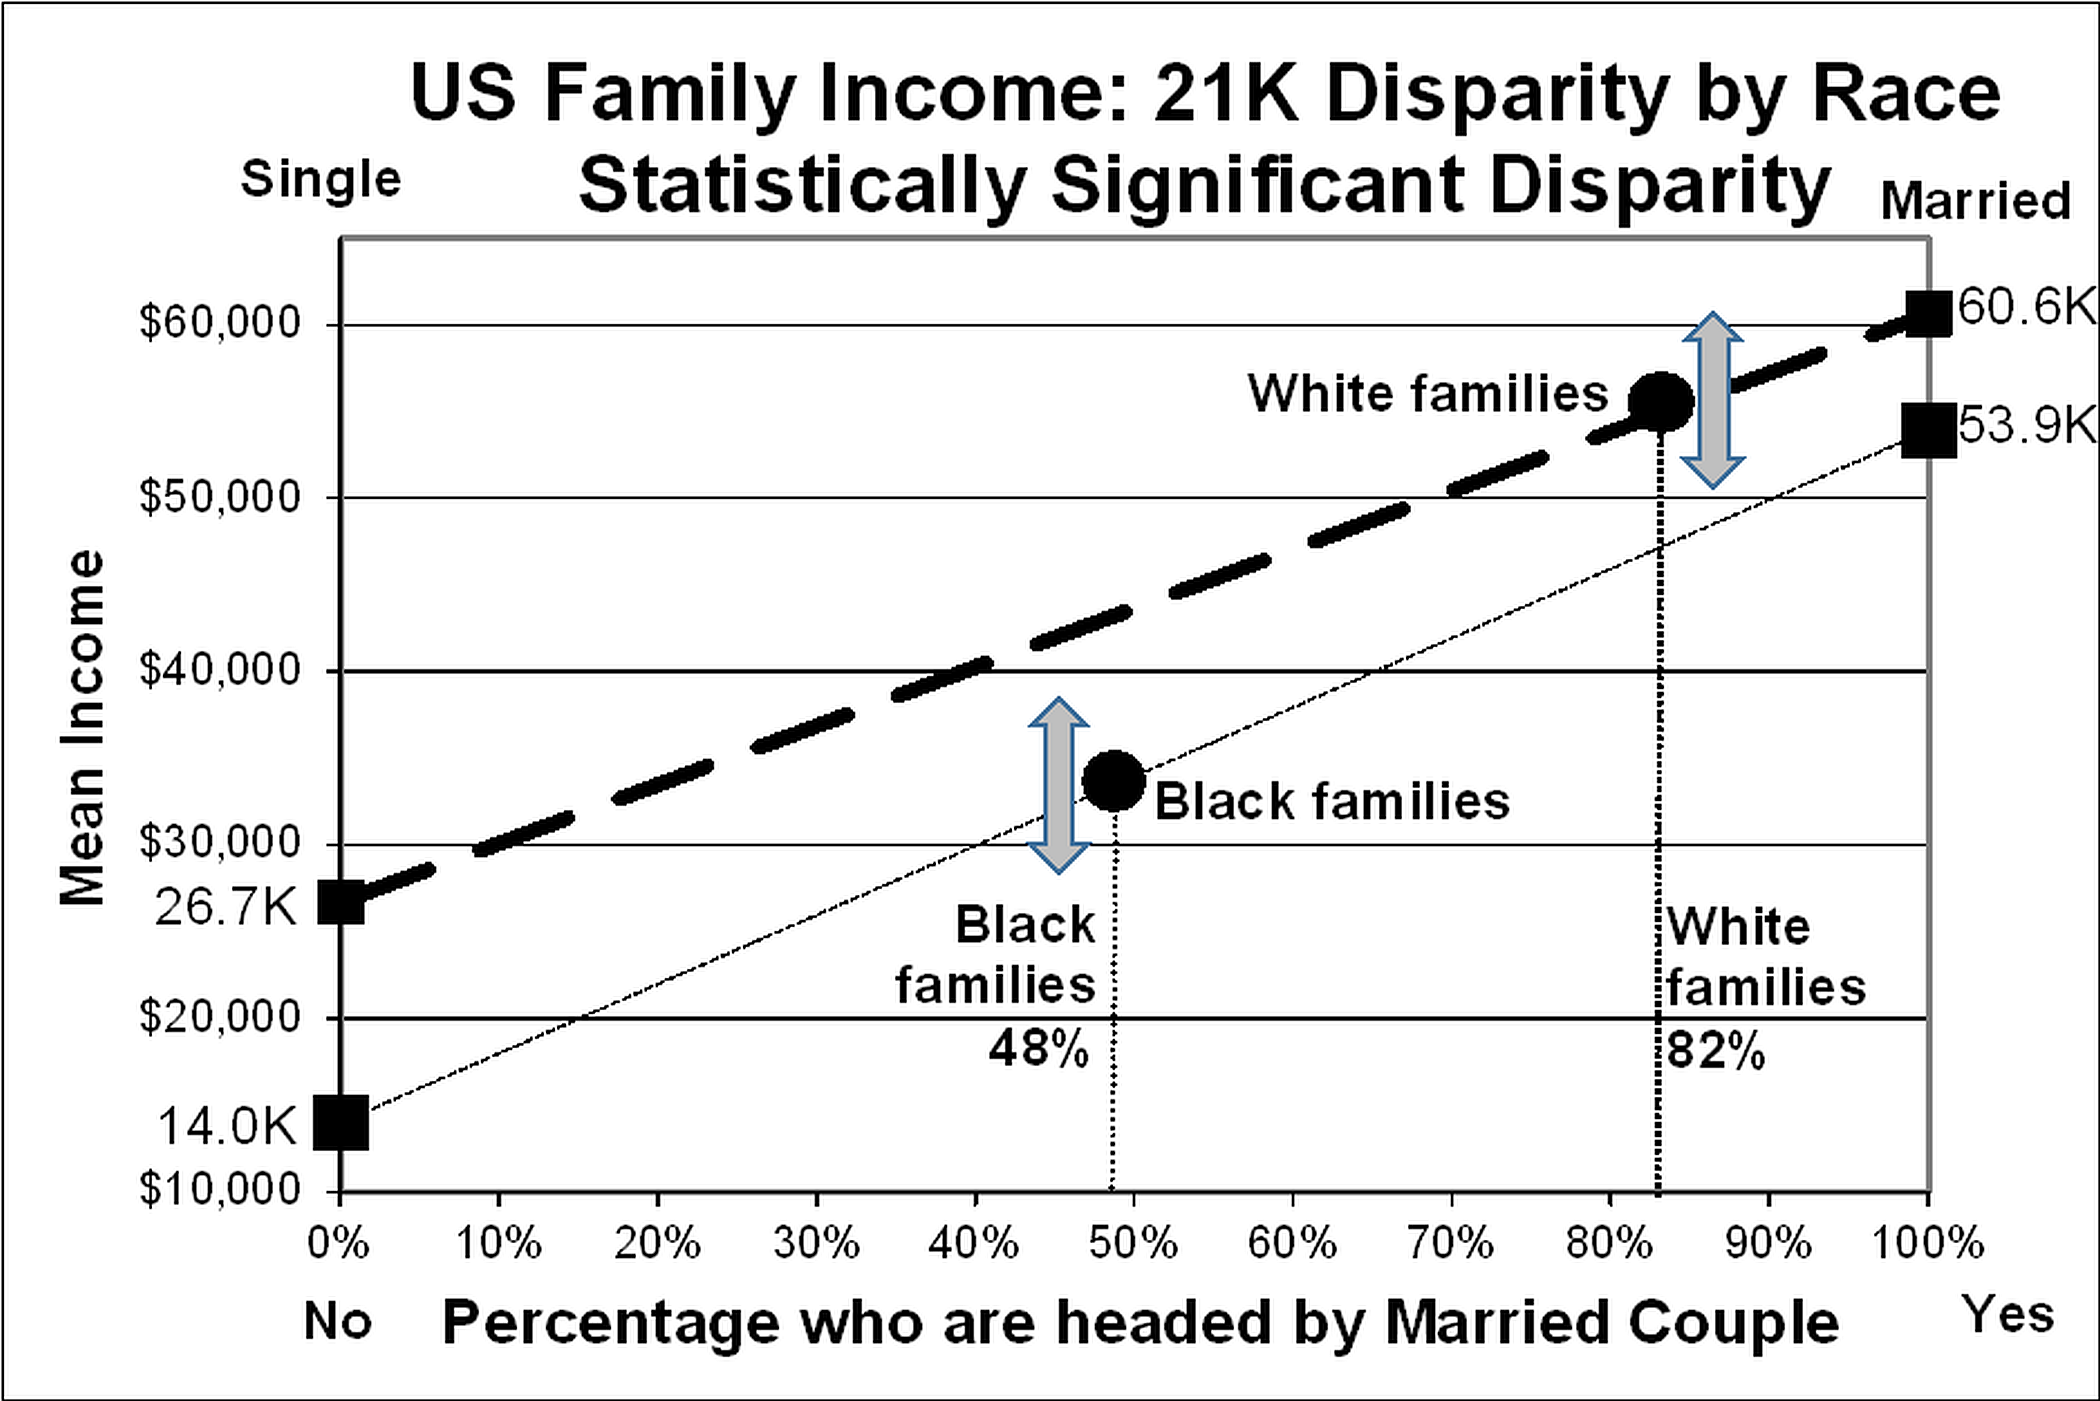 US Family Income: 21K Disparity by Race
Statistically Significant Disparity
Single
Married
$60,000
60.6K
White families
53.9K
$50,000
Mean Income
$40,000
Black families
$30,000
26.7K
Black
families
48%
White
families
82%
$20,000
14.0K
$10,000
0% 10% 20% 30% 40% 50% 60% 70% 80% 90% 100%
No
Percentage who are headed by Married Couple
Yes